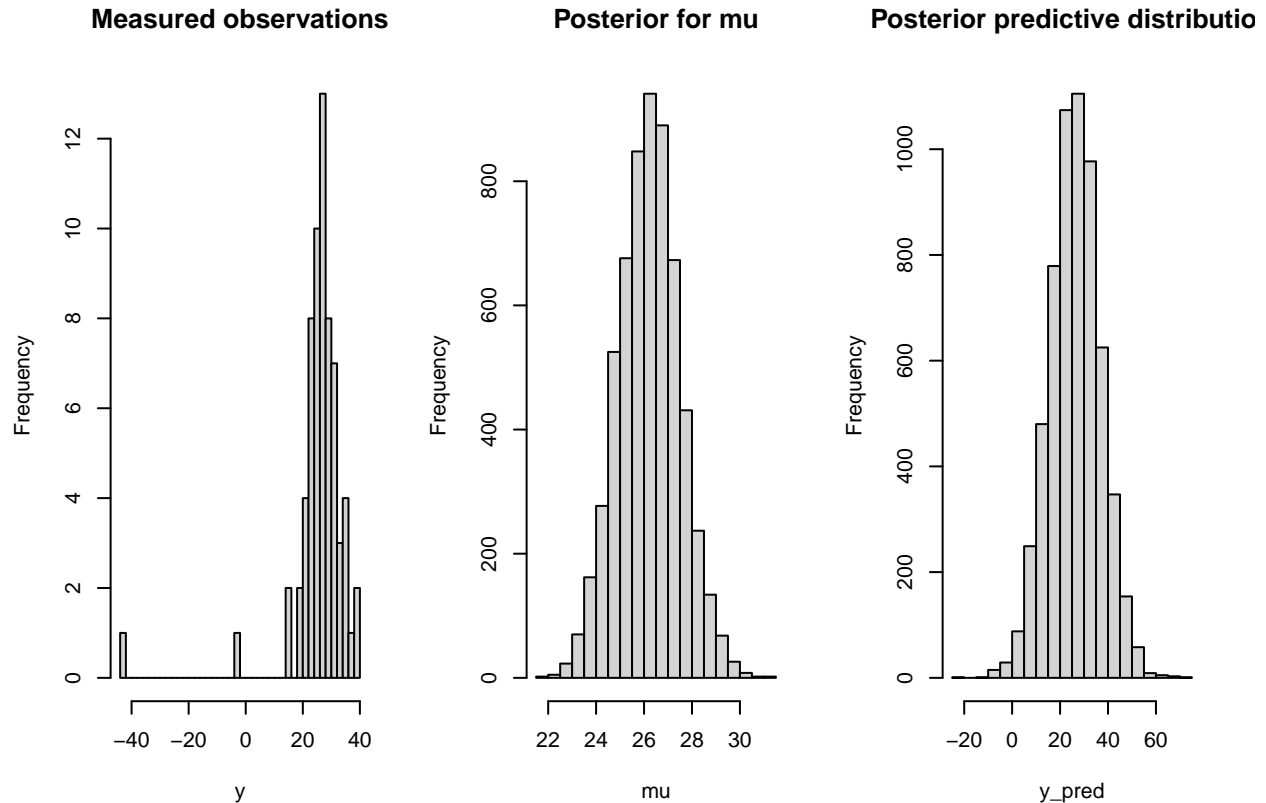 Measured observations
Frequency
0 2 4 6 8 10 12
−40 −20 0 20 40
y
Posterior for mu
Frequency
0 200 400 600 800
22 24 26 28 30
mu
Posterior predictive distributio
Frequency
0 200 400 600 800 1000
−20 0 20 40 60
y_pred